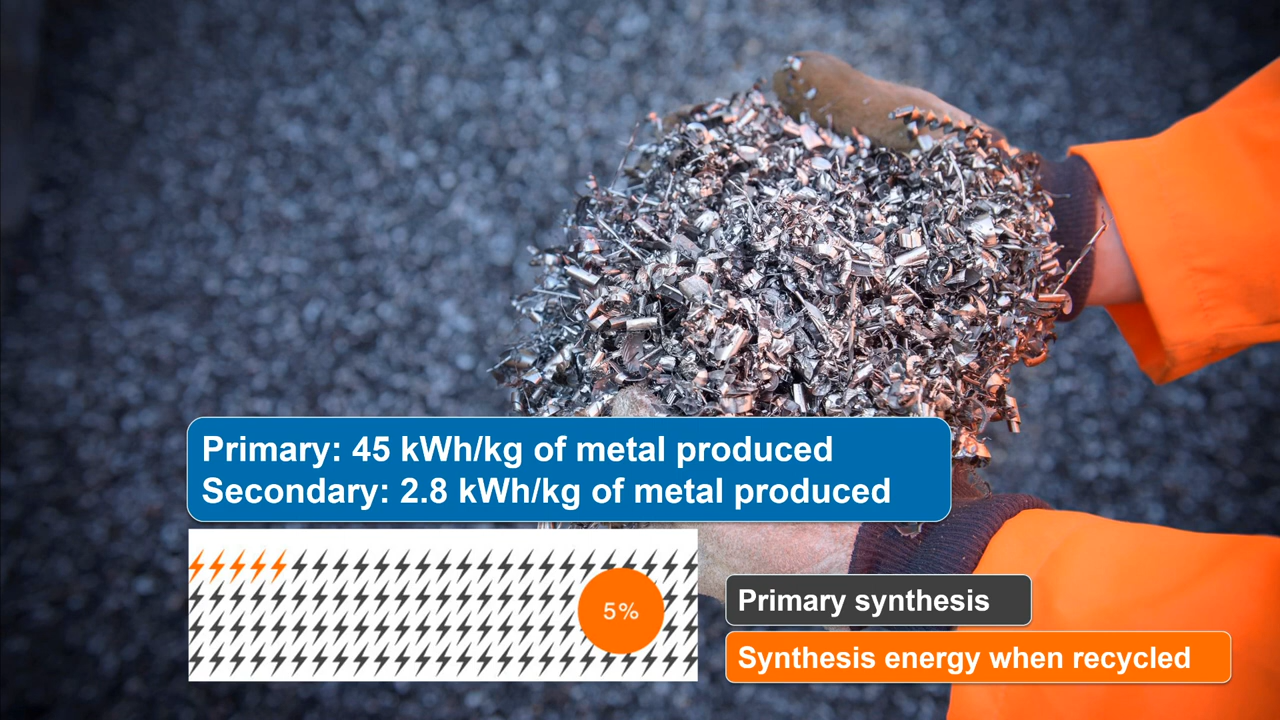 Primary: 45 kWh/kg of metal produced
Secondary: 2.8 kWh/kg of metal produced
5%
Primary synthesis
Synthesis energy when recycled